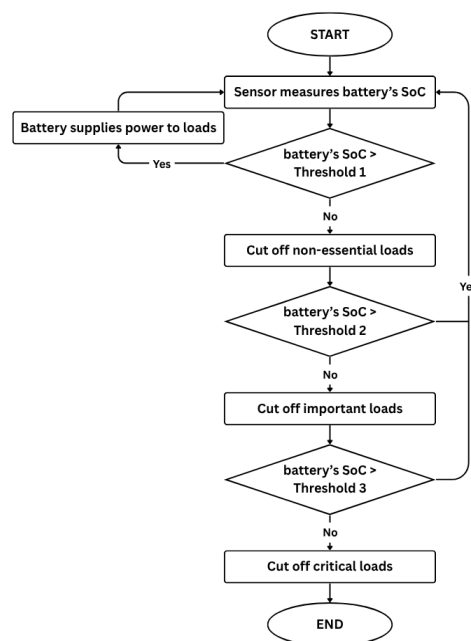 START
Sensor measures battery's SoC
Battery supplies power to loads
battery's SoC >
Threshold 1
Yes
No
Cut off non-essential loads
Ye
battery's SoC >
Threshold 2
No
Cut off important loads
battery's SoC >
Threshold 3
No
Cut off critical loads
END